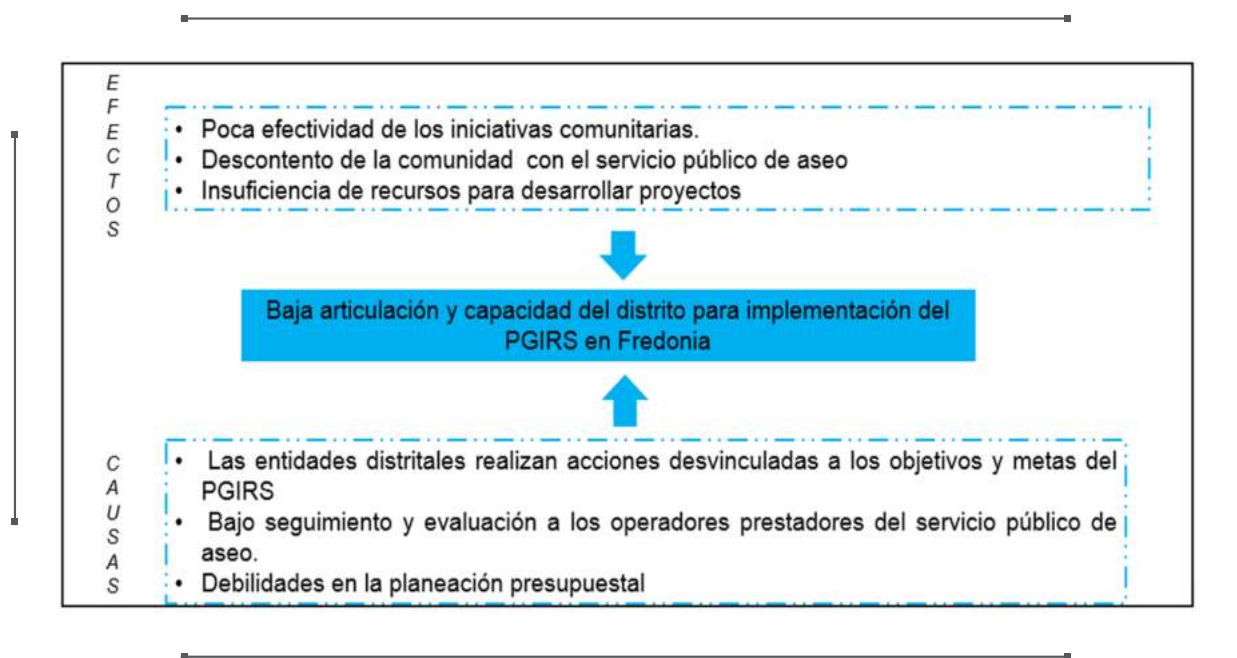 EFECTOS
• Poca efectividad de los iniciativas comunitarias.
• Descontento de la comunidad con el servicio público de aseo
• Insuficiencia de recursos para desarrollar proyectos
Baja articulación y capacidad del distrito para implementación del
PGIRS en Fredonia
CAUSAS
• Las entidades distritales realizan acciones desvinculadas a los objetivos y metas del
PGIRS
• Bajo seguimiento y evaluación a los operadores prestadores del servicio público de
aseo.
• Debilidades en la planeación presupuestal